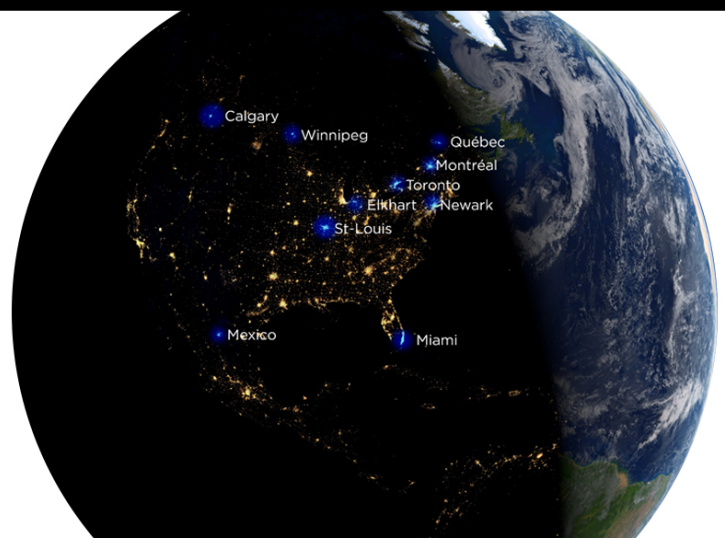 Calgary
Winnipeg
Québec
Montréal
Toronto
Elkhart
Newark
St-Louis
Mexico
Miami